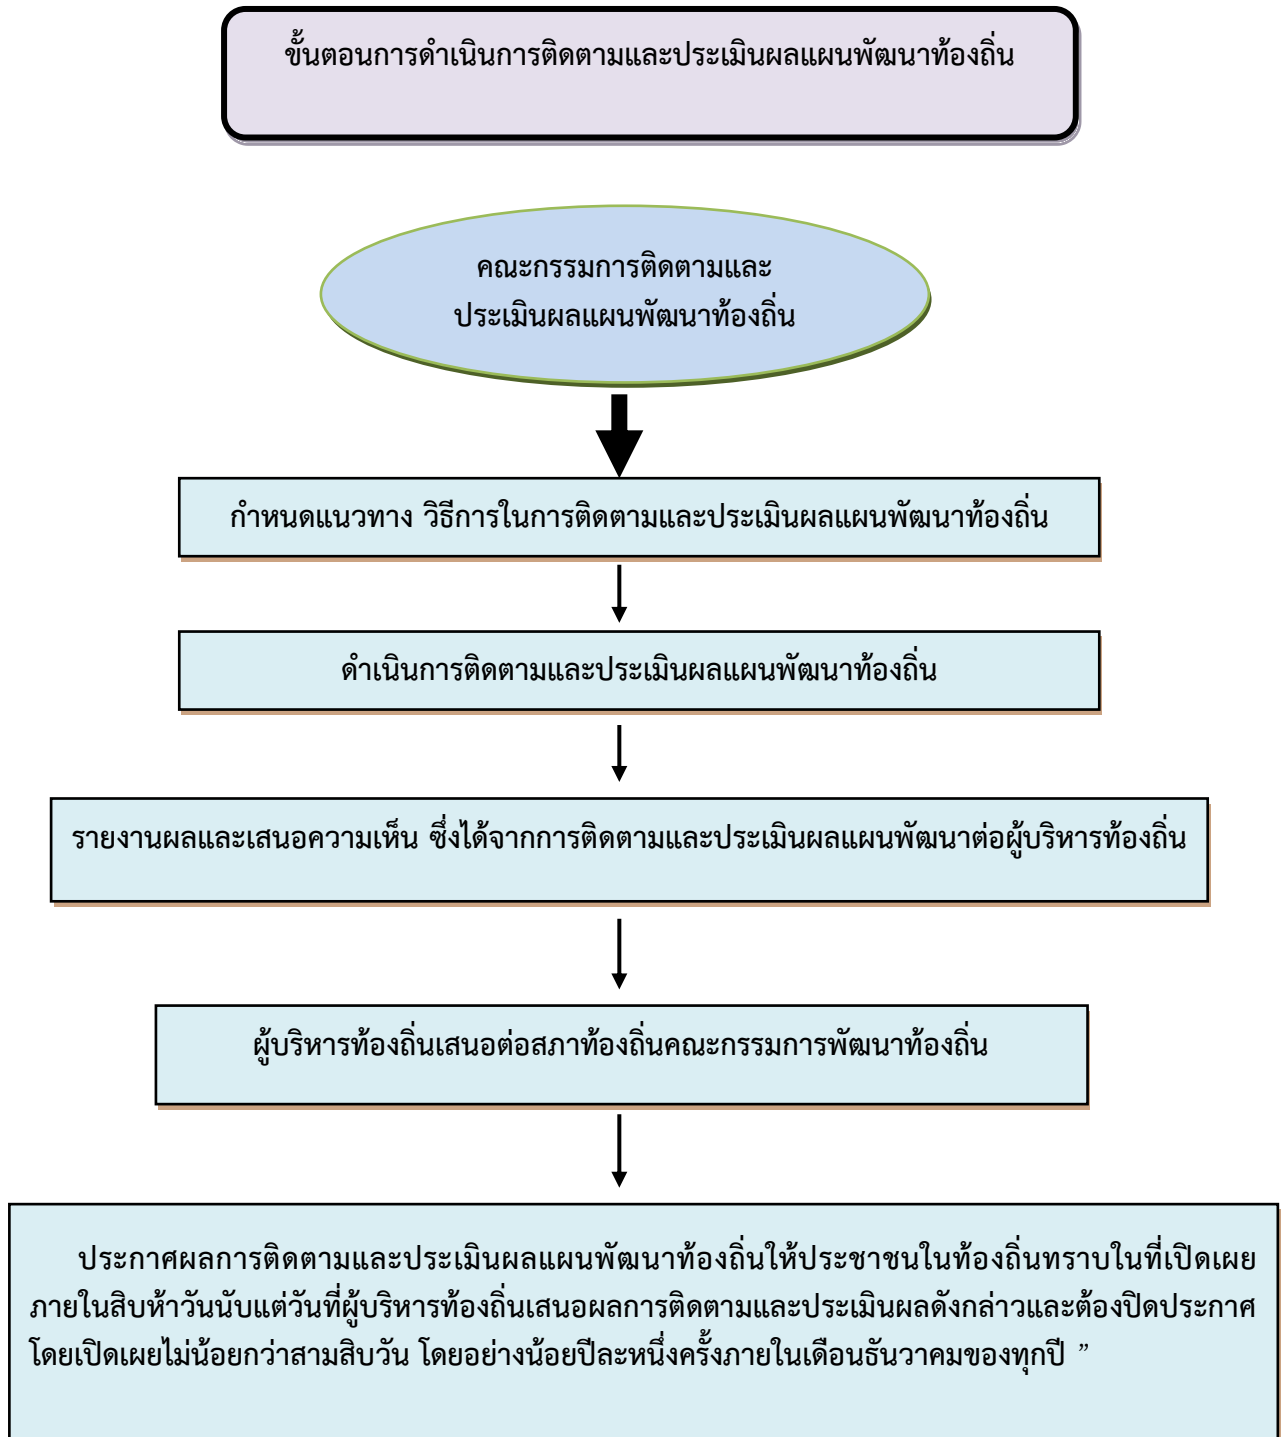 ขั้นตอนการดำเนินการติดตามและประเมินผลแผนพัฒนาท้องถิ่น
คณะกรรมการติดตามและ
ประเมินผลแผนพัฒนาท้องถิ่น
กำหนดแนวทาง วิธีการในการติดตามและประเมินผลแผนพัฒนาท้องถิ่น
ดำเนินการติดตามและประเมินผลแผนพัฒนาท้องถิ่น
รายงานผลและเสนอความเห็น ซึ่งได้จากการติดตามและประเมินผลแผนพัฒนาต่อผู้บริหารท้องถิ่น
ผู้บริหารท้องถิ่นเสนอต่อสภาท้องถิ่นคณะกรรมการพัฒนาท้องถิ่น
ประกาศผลการติดตามและประเมินผลแผนพัฒนาท้องถิ่นให้ประชาชนในท้องถิ่นทราบในที่เปิดเผย
ภายในสิบห้าวันนับแต่วันที่ผู้บริหารท้องถิ่นเสนอผลการติดตามและประเมินผลดังกล่าวและต้องปิดประกาศ
โดยเปิดเผยไม่น้อยกว่าสามสิบวัน โดยอย่างน้อยปีละหนึ่งครั้งภายในเดือนธันวาคมของทุกปี ”